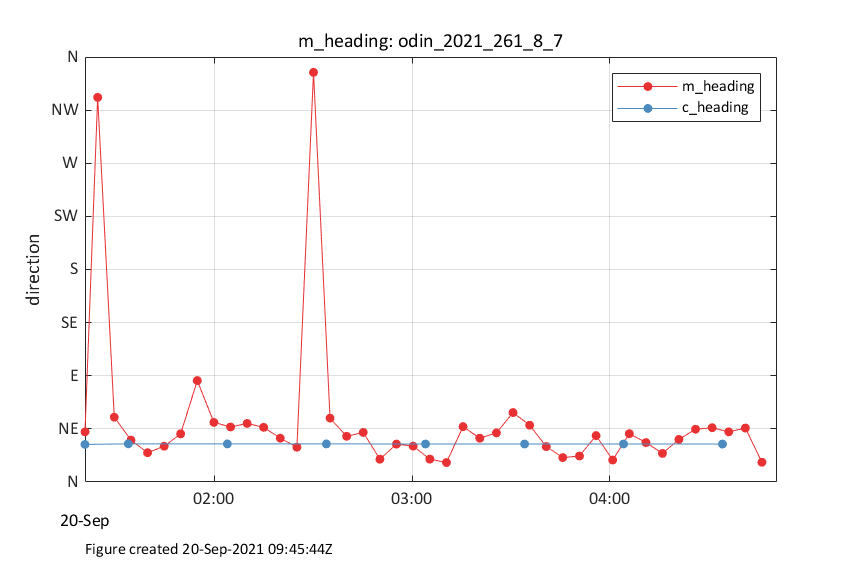 m_heading: odin_2021_261_8_7
N
NW
W
SW
S
SE
E
NE
N
direction
m_heading
c_heading
02:00 03:00 04:00
20-Sep
Figure created 20-Sep-2021 09:45:44Z